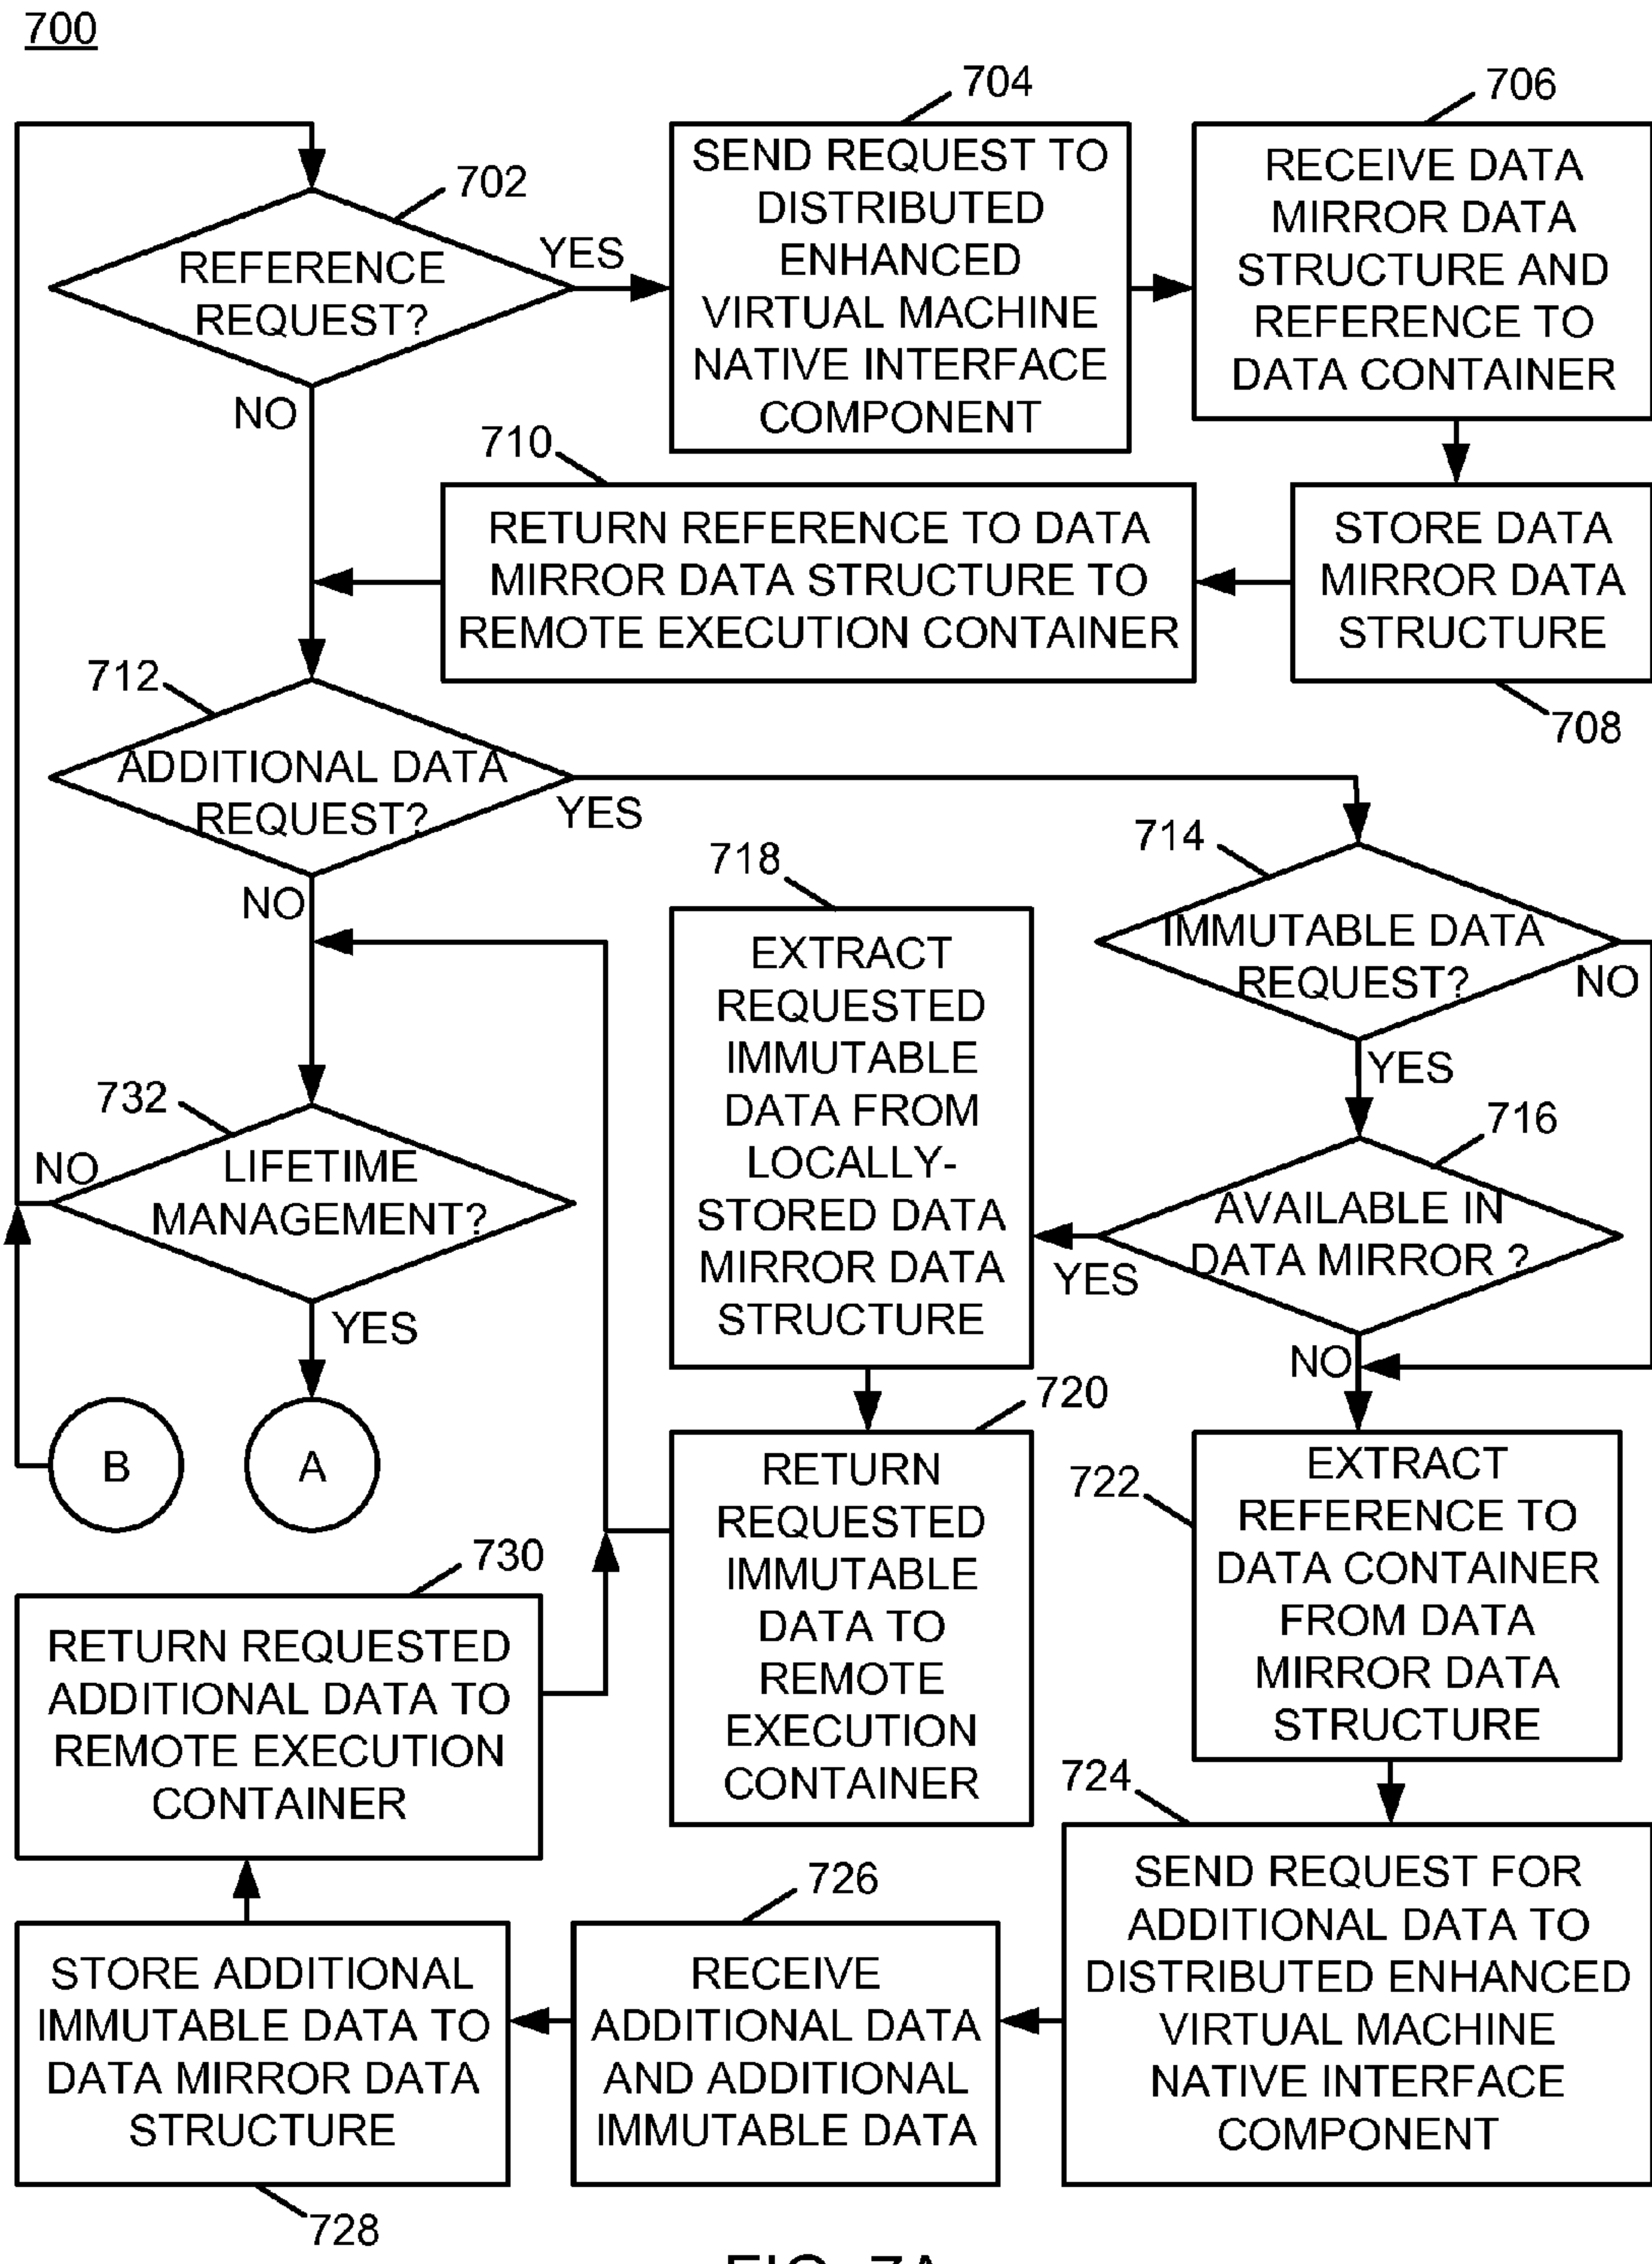 700
702
REFERENCE
REQUEST?
YES
NO
704
SEND REQUEST TO
DISTRIBUTED
ENHANCED
VIRTUAL MACHINE
NATIVE INTERFACE
COMPONENT
706
RECEIVE DATA
MIRROR DATA
STRUCTURE AND
REFERENCE TO
DATA CONTAINER
708
STORE DATA
MIRROR DATA
STRUCTURE
710
RETURN REFERENCE TO DATA
MIRROR DATA STRUCTURE TO
REMOTE EXECUTION CONTAINER
712
ADDITIONAL DATA
REQUEST?
YES
NO
714
IMMUTABLE DATA
REQUEST?
NO
YES
716
AVAILABLE IN
DATA MIRROR ?
YES
NO
718
EXTRACT
REQUESTED
IMMUTABLE
DATA FROM
LOCALLY-
STORED DATA
MIRROR DATA
STRUCTURE
720
RETURN
REQUESTED
IMMUTABLE
DATA TO
REMOTE
EXECUTION
CONTAINER
722
EXTRACT
REFERENCE TO
DATA CONTAINER
FROM DATA
MIRROR DATA
STRUCTURE
724
SEND REQUEST FOR
ADDITIONAL DATA TO
DISTRIBUTED ENHANCED
VIRTUAL MACHINE
NATIVE INTERFACE
COMPONENT
726
RECEIVE
ADDITIONAL DATA
AND ADDITIONAL
IMMUTABLE DATA
728
STORE ADDITIONAL
IMMUTABLE DATA TO
DATA MIRROR DATA
STRUCTURE
730
RETURN REQUESTED
ADDITIONAL DATA TO
REMOTE EXECUTION
CONTAINER
732
LIFETIME
MANAGEMENT?
NO
YES
B
A
FIG. 7A